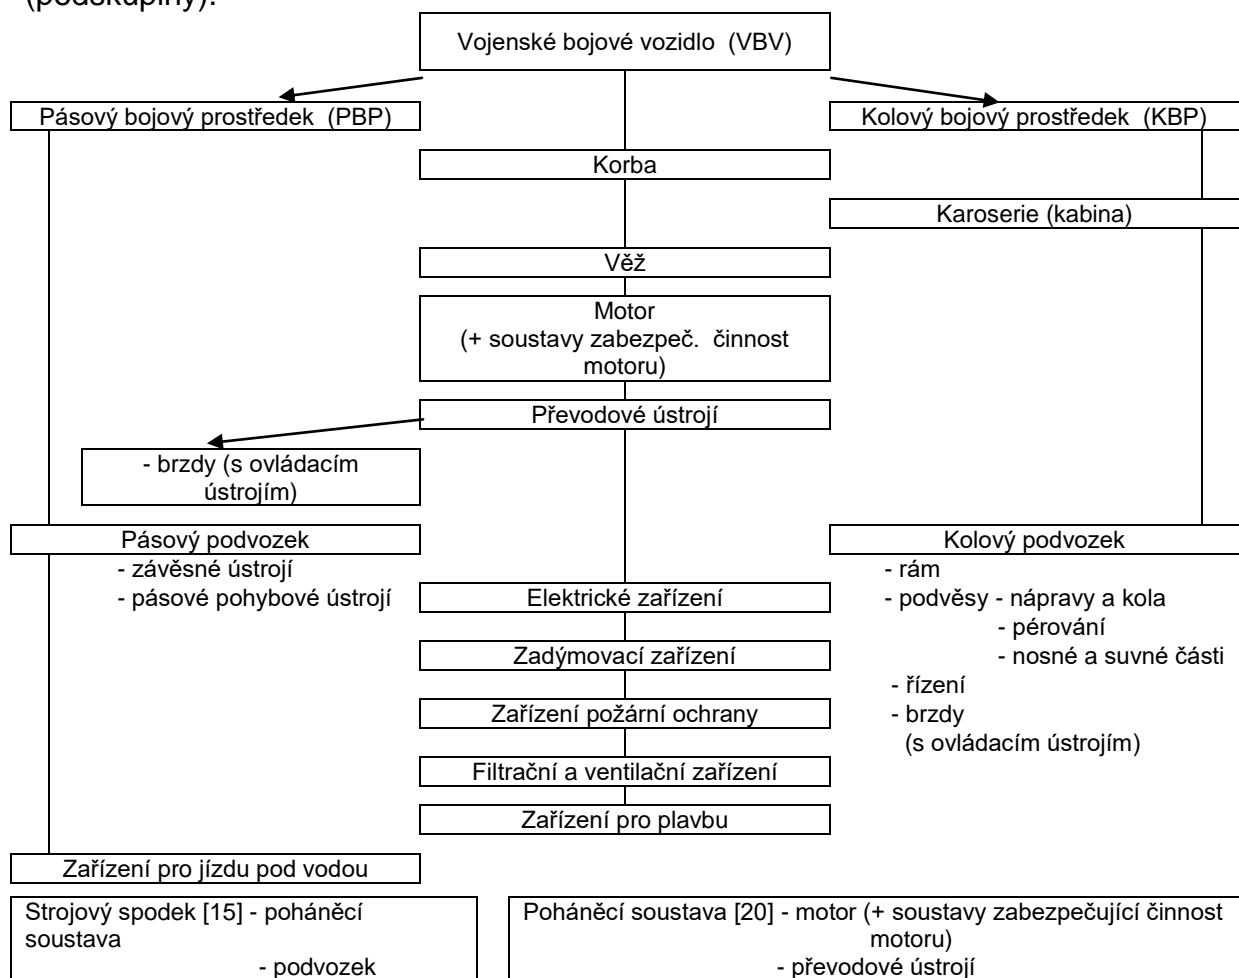 (podskupiny):
Vojenské bojové vozidlo (VBV)
Pásový bojový prostředek (PBP)
Kolový bojový prostředek (KBP)
Korba
Karoserie (kabina)
Věž
Motor
(+ soustavy zabezpeč. činnost
motoru)
Převodové ústrojí
- brzdy (s ovládacím
ústrojím)
Pásový podvozek
- závěsné ústrojí
- pásové pohybové ústrojí
Kolový podvozek
- rám
- podvěsy - nápravy a kola
- pérování
- nosné a suvné části
- řízení
- brzdy
(s ovládacím ústrojím)
Elektrické zařízení
Zadýmovací zařízení
Zařízení požární ochrany
Filtrační a ventilační zařízení
Zařízení pro plavbu
Zařízení pro jízdu pod vodou
Strojový spodek [15] - poháněcí
soustava
- podvozek
Poháněcí soustava [20] - motor (+ soustavy zabezpečující činnost
motoru)
- převodové ústrojí